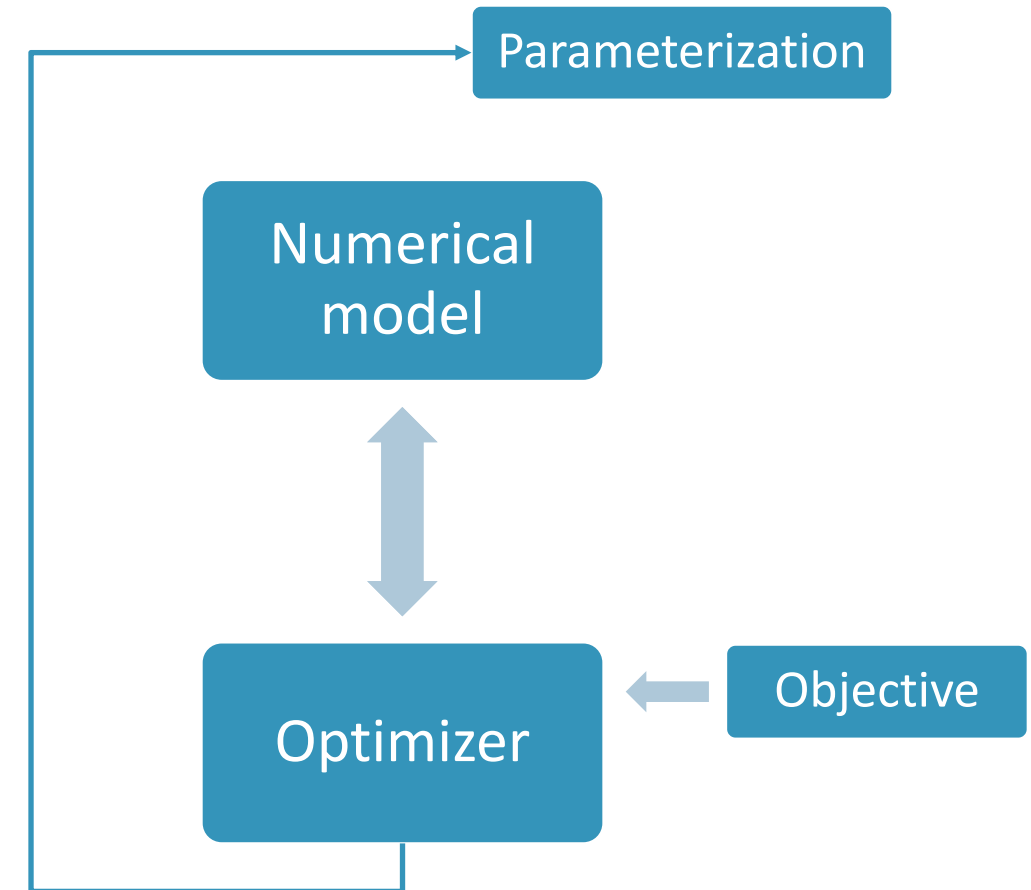 Parameterization
Numerical
model
Optimizer
Objective